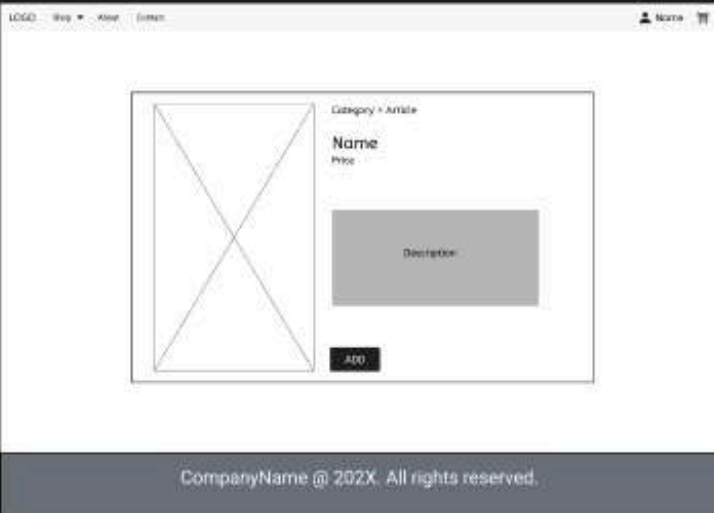 LOGO Shop About Contact Name
Category > Article
Name
Price
Description
ADD
CompanyName @ 202X. All rights reserved.